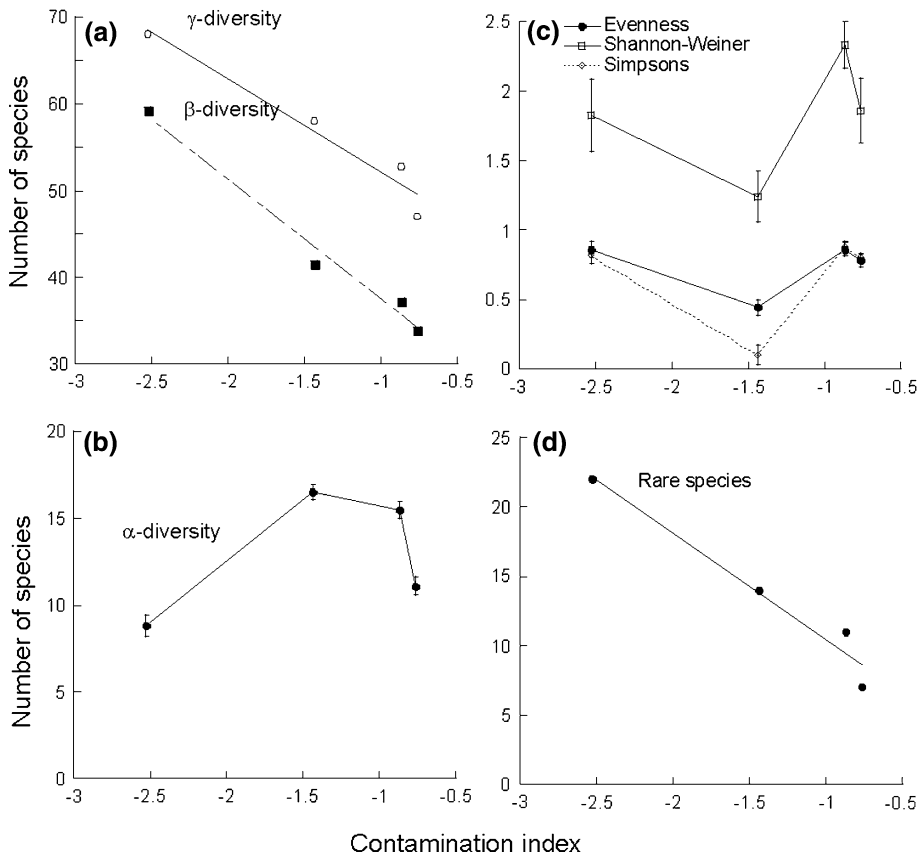 (a)
γ-diversity
β-diversity
Number of species
70
60
50
40
30
-3 -2.5 -2 -1.5 -1 -0.5
(c)
Evenness
Shannon-Weiner
Simpsons
2.5
2
1.5
1
0.5
0
-3 -2.5 -2 -1.5 -1 -0.5
(b)
α-diversity
Number of species
20
15
10
5
0
-3 -2.5 -2 -1.5 -1 -0.5
(d)
Rare species
25
20
15
10
5
0
-3 -2.5 -2 -1.5 -1 -0.5
Contamination index